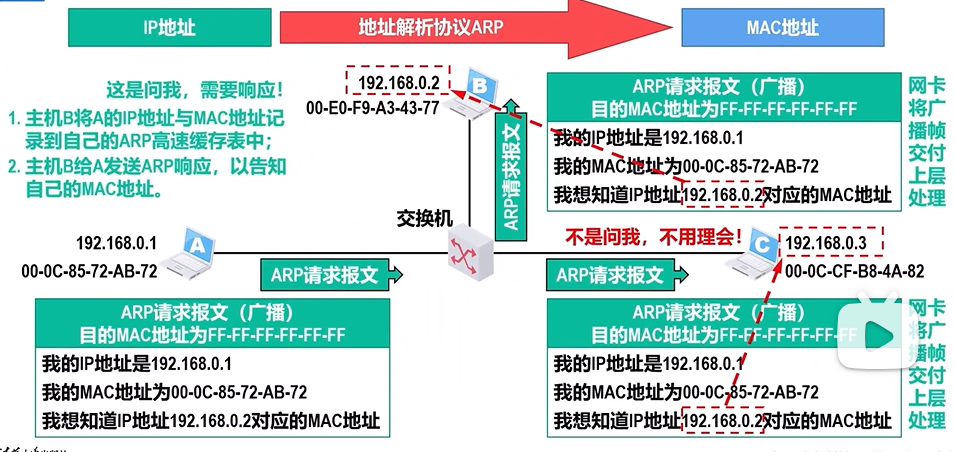 IP地址
地址解析协议ARP
MAC地址
这是问我，需要响应！
1. 主机B将A的IP地址与MAC地址记
录到自己的ARP高速缓存表中；
2. 主机B给A发送ARP响应，以告知
自己的MAC地址。
192.168.0.2
00-E0-F9-A3-43-77
B
ARP请求报文
ARP请求报文（广播）
目的MAC地址为FF-FF-FF-FF-FF-FF
我的IP地址是192.168.0.1
我的MAC地址为00-0C-85-72-AB-72
我想知道IP地址192.168.0.2对应的MAC地址
网卡
将广
播帧
交付
上层
处理
交换机
192.168.0.1
00-0C-85-72-AB-72
A
ARP请求报文
不是问我，不用理会！
ARP请求报文
C
192.168.0.3
00-0C-CF-B8-4A-82
ARP请求报文（广播）
目的MAC地址为FF-FF-FF-FF-FF-FF
我的IP地址是192.168.0.1
我的MAC地址为00-0C-85-72-AB-72
我想知道IP地址192.168.0.2对应的MAC地址
ARP请求报文（广播）
目的MAC地址为FF-FF-FF-FF-FF-FF
我的IP地址是192.168.0.1
我的MAC地址为00-0C-85-72-AB-72
我想知道IP地址192.168.0.2对应的MAC地址
网卡
将广
播帧
交付
上层
处理